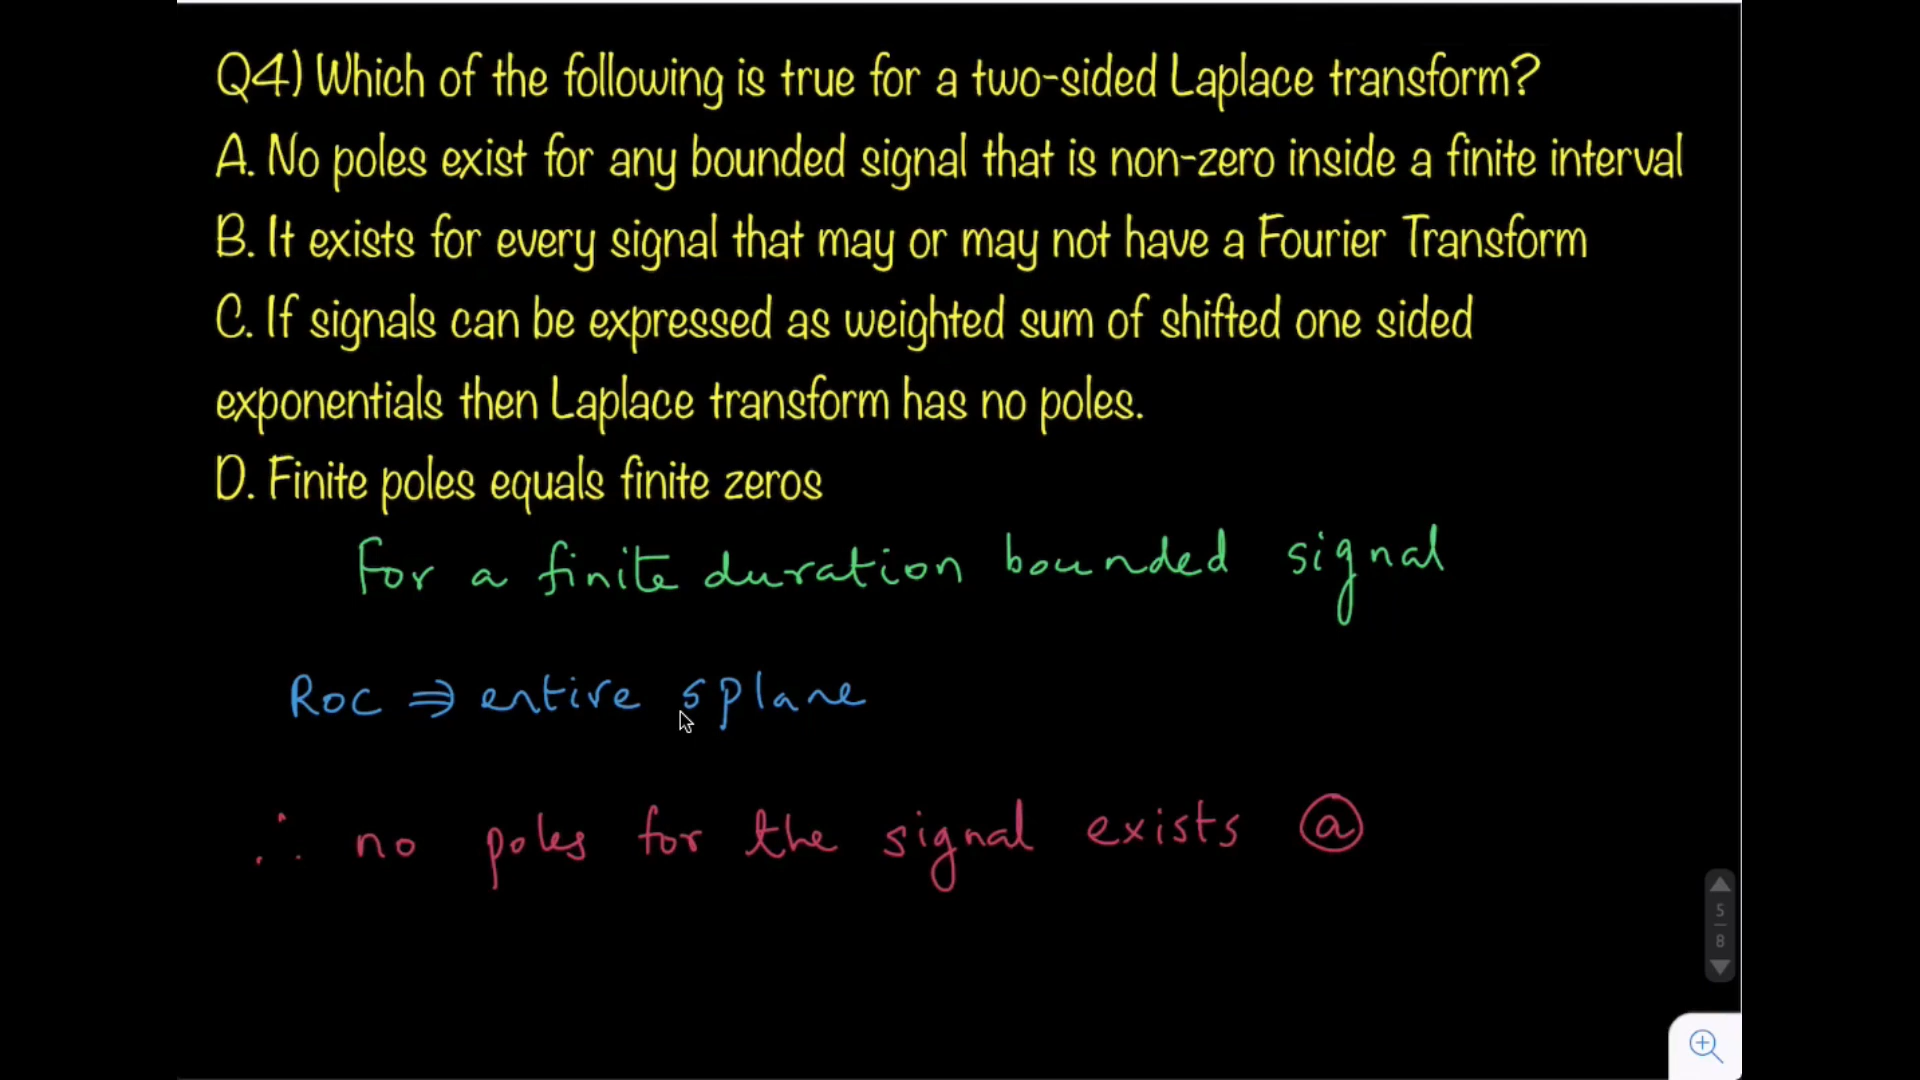 Q4) Which of the following is true for a two-sided Laplace transform?
A. No poles exist for any bounded signal that is non-zero inside a finite interval
B. It exists for every signal that may or may not have a Fourier Transform
C. If signals can be expressed as weighted sum of shifted one sided
exponentials then Laplace transform has no poles.
D. Finite poles equals finite zeros
For a finite duration bounded signal
ROC ⇒ entire s plane
∴ no poles for the signal exists ⓐ
5
8